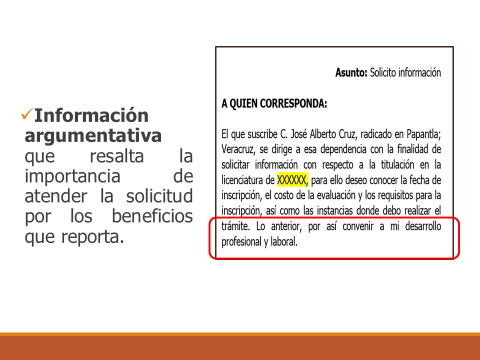 ✓Información
argumentativa
que resalta la
importancia de
atender la solicitud
por los beneficios
que reporta.
Asunto: Solicito información
A QUIEN CORRESPONDA:
El que suscribe C. José Alberto Cruz, radicado en Papantla;
Veracruz, se dirige a esa dependencia con la finalidad de
solicitar información con respecto a la titulación en la
licenciatura de XXXXXX, para ello deseo conocer la fecha de
inscripción, el costo de la evaluación y los requisitos para la
inscripción, así como las instancias donde debo realizar el
trámite. Lo anterior, por así convenir a mi desarrollo
profesional y laboral.